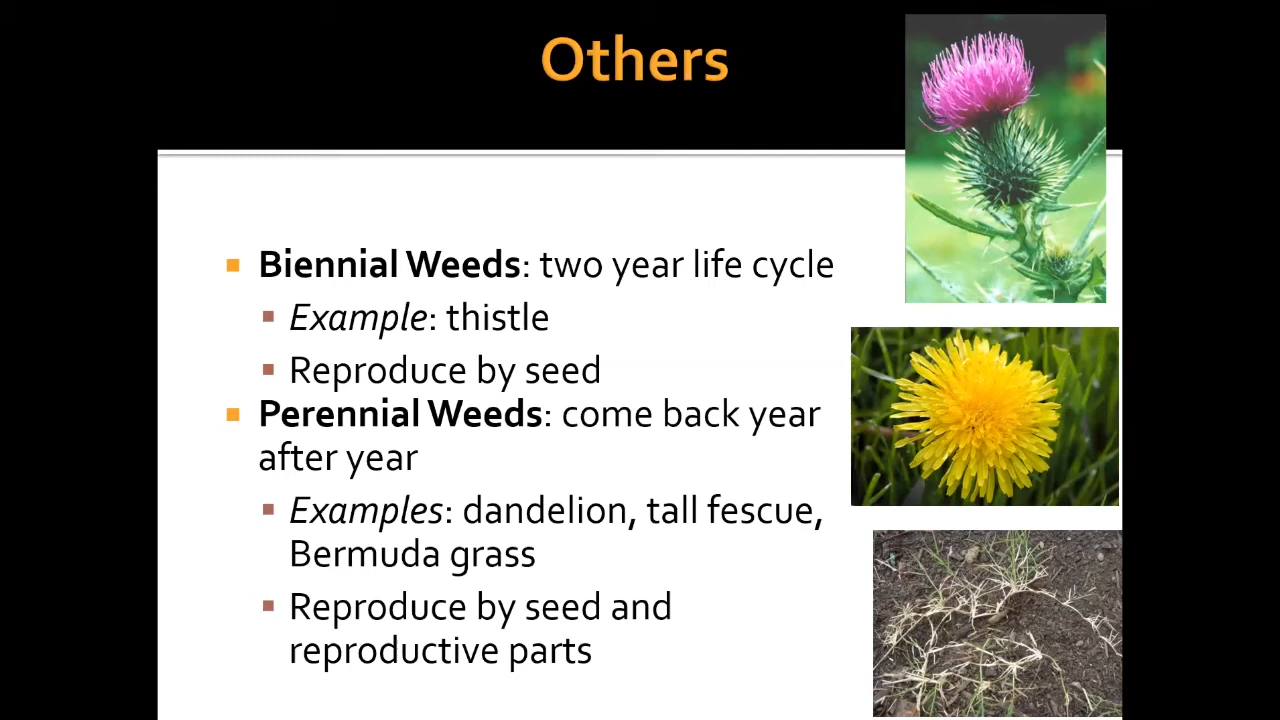 Others
Biennial Weeds: two year life cycle
Example: thistle
Reproduce by seed
Perennial Weeds: come back year
after year
Examples: dandelion, tall fescue,
Bermuda grass
Reproduce by seed and
reproductive parts